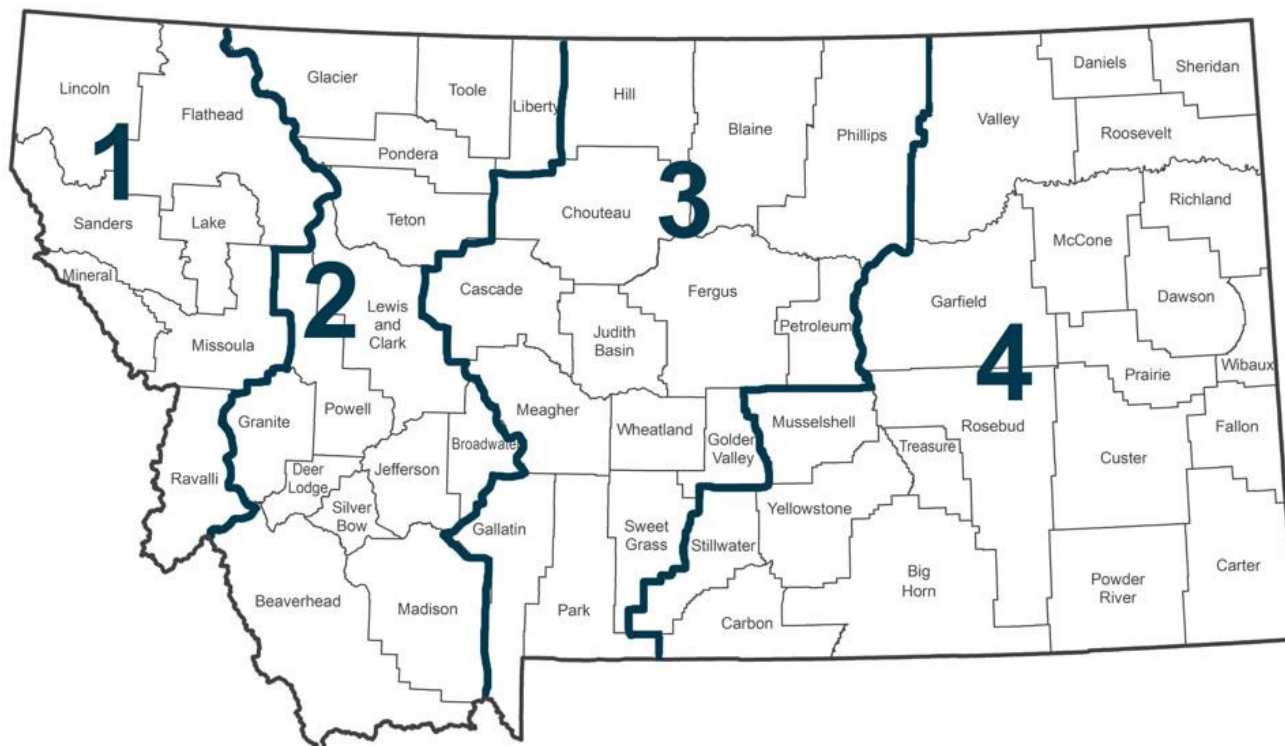 Lincoln
Flathead
1
Sanders
Lake
Mineral
Missoula
Ravalli
Glacier
Toole
Liberty
Pondera
Teton
2
Lewis
and
Clark
Granite
Powell
Deer
Lodge
Silver
Bow
Jefferson
Broadwater
Beaverhead
Madison
Hill
Blaine
Phillips
Chouteau
3
Cascade
Judith
Basin
Fergus
Petroleum
Meagher
Wheatland
Golden
Valley
Gallatin
Park
Sweet
Grass
Valley
Daniels
Sheridan
Roosevelt
Richland
McCone
Garfield
Dawson
4
Prairie
Wibaux
Musselshell
Rosebud
Treasure
Custer
Fallon
Yellowstone
Stillwater
Big
Horn
Powder
River
Carter
Carbon